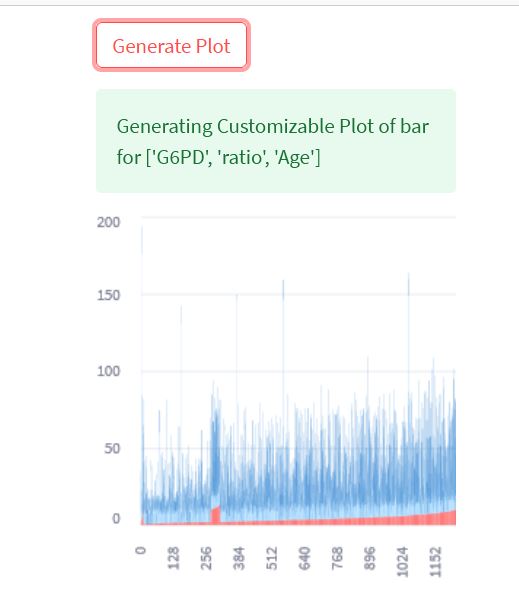 Generate Plot
Generating Customizable Plot of bar
for ['G6PD', 'ratio', 'Age']
200
150
100
50
0
0 128 256 384 512 640 768 896 1024 1152